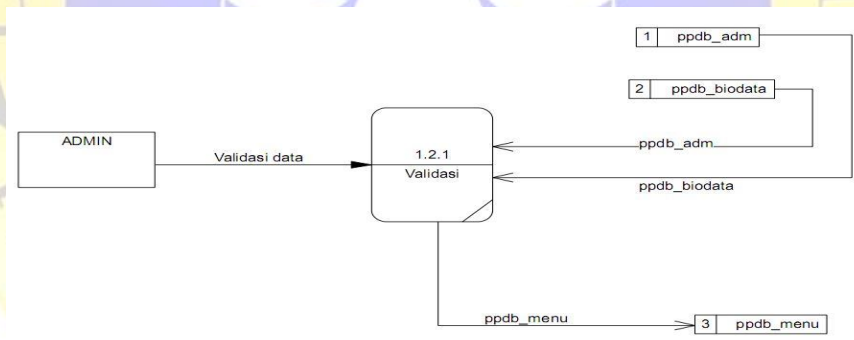 1 ppdb_adm
2 ppdb_biodata
ADMIN
Validasi data
1.2.1
Validasi
ppdb_adm
ppdb_biodata
ppdb_menu
3 ppdb_menu